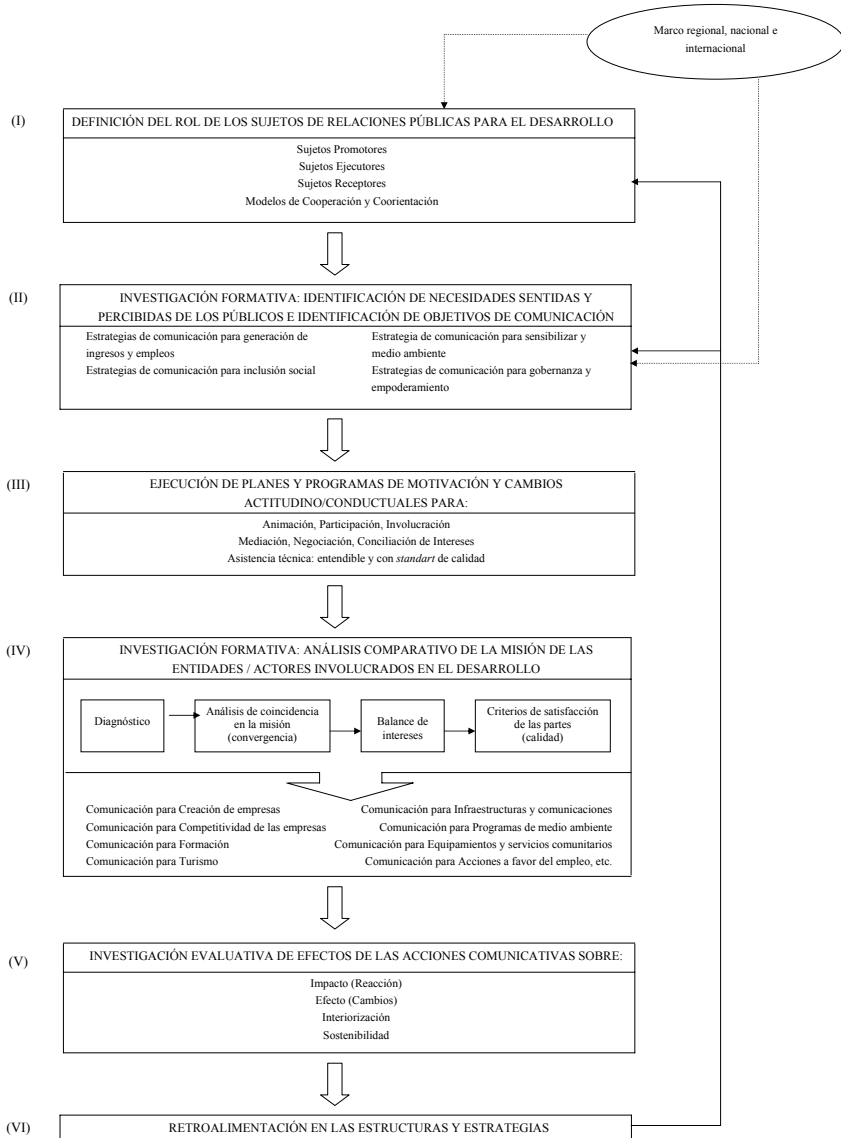 Marco regional, nacional e
internacional
(I)
DEFINICIÓN DEL ROL DE LOS SUJETOS DE RELACIONES PÚBLICAS PARA EL DESARROLLO
Sujetos Promotores
Sujetos Ejecutores
Sujetos Receptores
Modelos de Cooperación y Coorientación
(II)
INVESTIGACIÓN FORMATIVA: IDENTIFICACIÓN DE NECESIDADES SENTIDAS Y
PERCIBIDAS DE LOS PÚBLICOS E IDENTIFICACIÓN DE OBJETIVOS DE COMUNICACIÓN
Estrategias de comunicación para generación de
ingresos y empleos
Estrategias de comunicación para inclusión social
Estrategia de comunicación para sensibilizar y
medio ambiente
Estrategias de comunicación para gobernanza y
empoderamiento
(III)
EJECUCIÓN DE PLANES Y PROGRAMAS DE MOTIVACIÓN Y CAMBIOS
ACTITUDINO/CONDUCTUALES PARA:
Animación, Participación, Involucración
Mediación, Negociación, Conciliación de Intereses
Asistencia técnica: entendible y con standart de calidad
(IV)
INVESTIGACIÓN FORMATIVA: ANÁLISIS COMPARATIVO DE LA MISIÓN DE LAS
ENTIDADES / ACTORES INVOLUCRADOS EN EL DESARROLLO
Diagnóstico
Análisis de coincidencia
en la misión
(convergencia)
Balance de
intereses
Criterios de satisfacción
de las partes
(calidad)
Comunicación para Creación de empresas
Comunicación para Competitividad de las empresas
Comunicación para Formación
Comunicación para Turismo
Comunicación para Infraestructuras y comunicaciones
Comunicación para Programas de medio ambiente
Comunicación para Equipamientos y servicios comunitarios
Comunicación para Acciones a favor del empleo, etc.
(V)
INVESTIGACIÓN EVALUATIVA DE EFECTOS DE LAS ACCIONES COMUNICATIVAS SOBRE:
Impacto (Reacción)
Efecto (Cambios)
Interiorización
Sostenibilidad
(VI)
RETROALIMENTACIÓN EN LAS ESTRUCTURAS Y ESTRATEGIAS